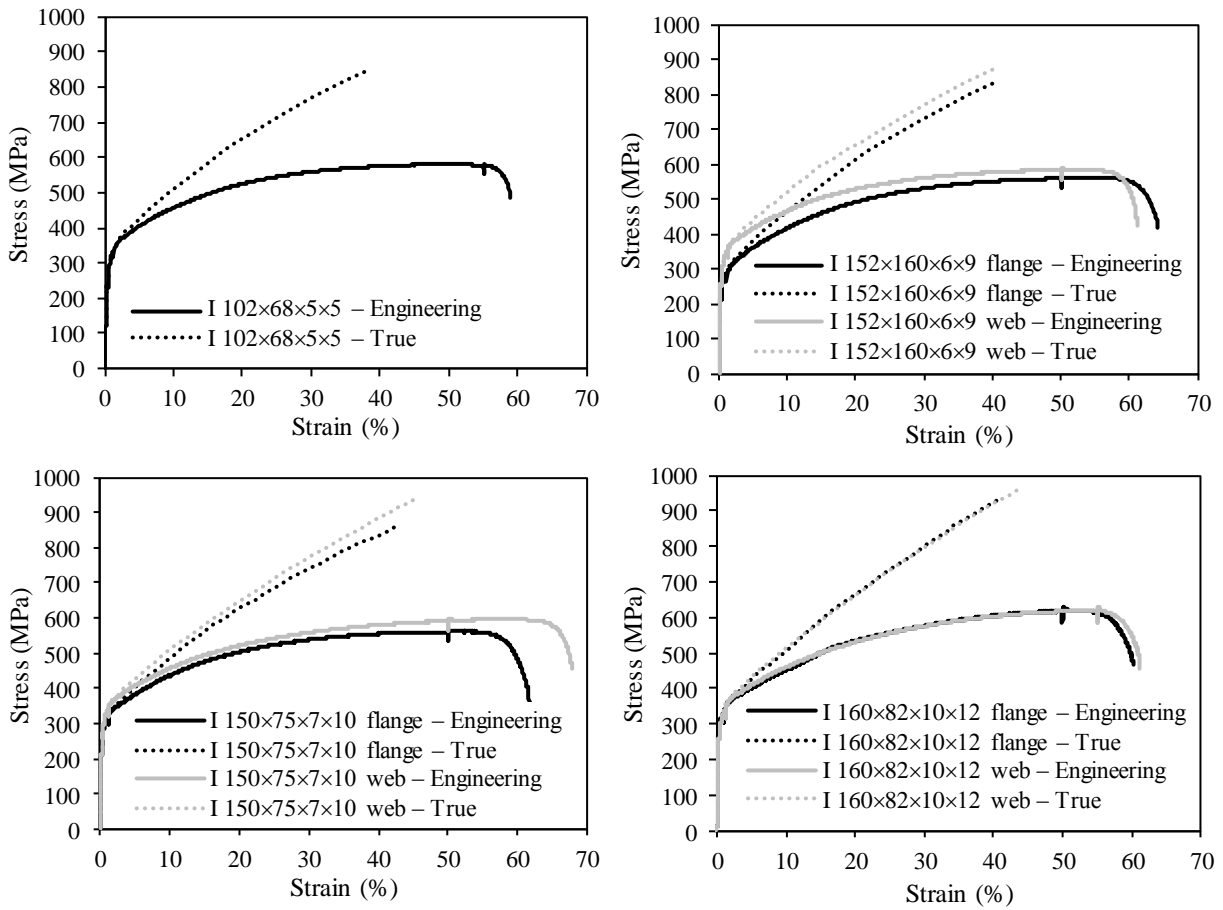 1000
900
800
700
600
500
400
300
200
100
0
Stress (MPa)
I 102×68×5×5 – Engineering
I 102×68×5×5 – True
0 10 20 30 40 50 60 70
Strain (%)
1000
900
800
700
600
500
400
300
200
100
0
Stress (MPa)
I 152×160×6×9 flange – Engineering
I 152×160×6×9 flange – True
I 152×160×6×9 web – Engineering
I 152×160×6×9 web – True
0 10 20 30 40 50 60 70
Strain (%)
1000
900
800
700
600
500
400
300
200
100
0
Stress (MPa)
I 150×75×7×10 flange – Engineering
I 150×75×7×10 flange – True
I 150×75×7×10 web – Engineering
I 150×75×7×10 web – True
0 10 20 30 40 50 60 70
Strain (%)
1000
900
800
700
600
500
400
300
200
100
0
Stress (MPa)
I 160×82×10×12 flange – Engineering
I 160×82×10×12 flange – True
I 160×82×10×12 web – Engineering
I 160×82×10×12 web – True
0 10 20 30 40 50 60 70
Strain (%)